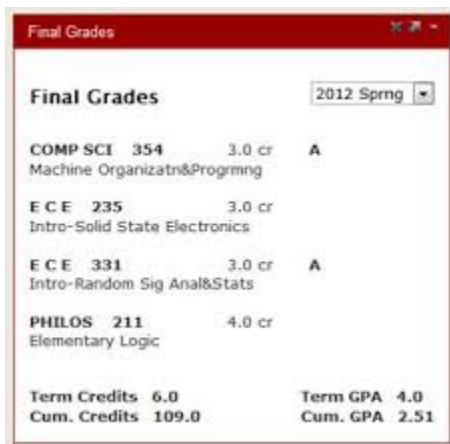 Final Grades
Final Grades 2012 Sprng
COMP SCI 354 3.0 cr A
Machine Organizatn&Progrmng
E C E 235 3.0 cr
Intro-Solid State Electronics
E C E 331 3.0 cr A
Intro-Random Sig Anal&Stats
PHILOS 211 4.0 cr
Elementary Logic
Term Credits 6.0 Term GPA 4.0
Cum. Credits 109.0 Cum. GPA 2.51